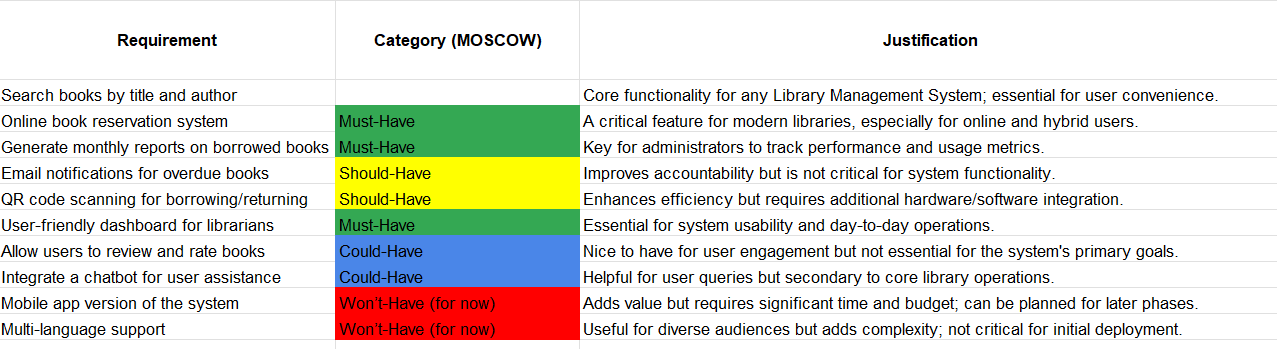 Requirement Category (MOSCOW) Justification
Search books by title and author Core functionality for any Library Management System; essential for user convenience.
Online book reservation system Must-Have A critical feature for modern libraries, especially for online and hybrid users.
Generate monthly reports on borrowed books Must-Have Key for administrators to track performance and usage metrics.
Email notifications for overdue books Should-Have Improves accountability but is not critical for system functionality.
QR code scanning for borrowing/returning Should-Have Enhances efficiency but requires additional hardware/software integration.
User-friendly dashboard for librarians Must-Have Essential for system usability and day-to-day operations.
Allow users to review and rate books Could-Have Nice to have for user engagement but not essential for the system's primary goals.
Integrate a chatbot for user assistance Could-Have Helpful for user queries but secondary to core library operations.
Mobile app version of the system Won't-Have (for now) Adds value but requires significant time and budget; can be planned for later phases.
Multi-language support Won't-Have (for now) Useful for diverse audiences but adds complexity; not critical for initial deployment.